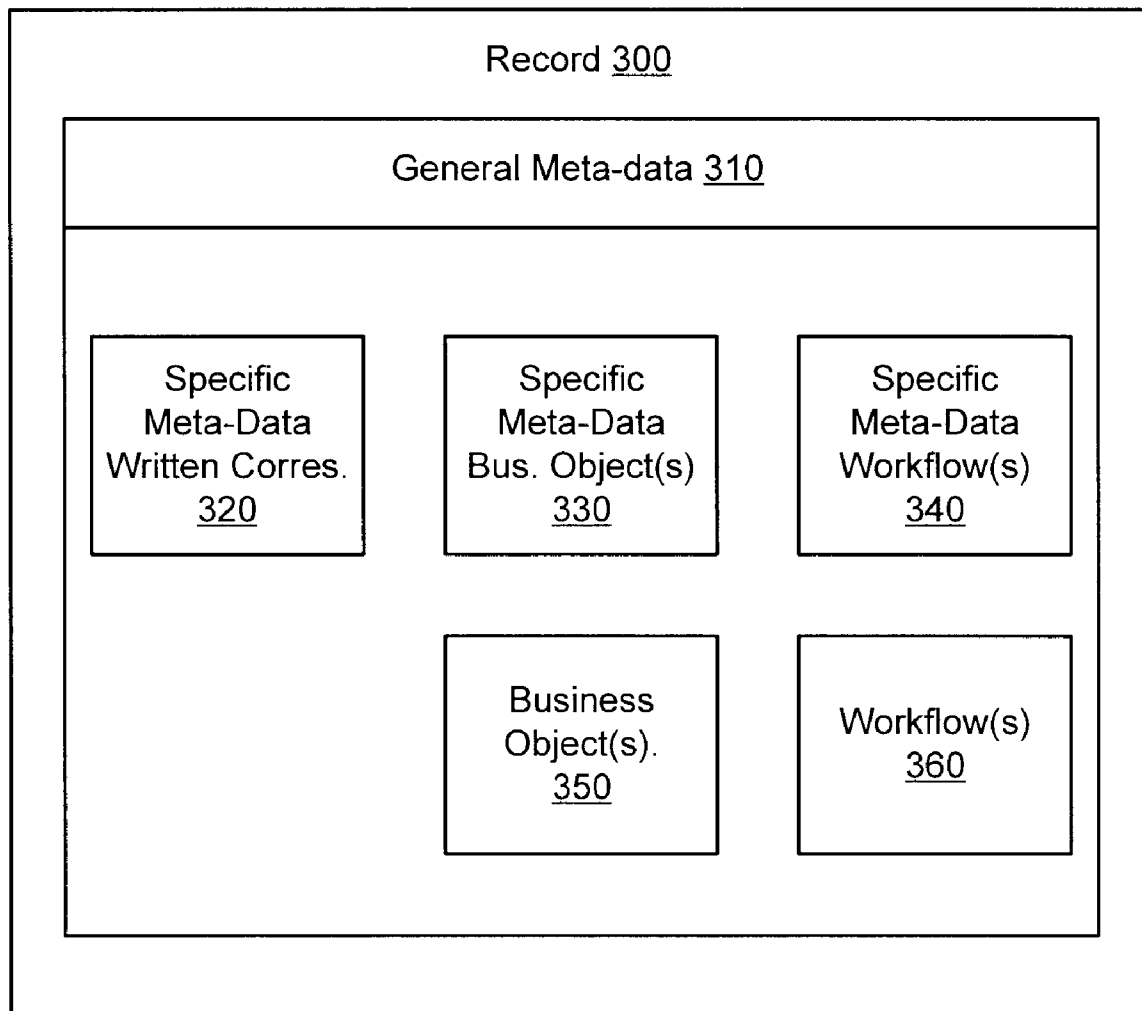 Record 300
General Meta-data 310
Specific
Meta-Data
Written Corres.
320
Specific
Meta-Data
Bus. Object(s)
330
Specific
Meta-Data
Workflow(s)
340
Business
Object(s).
350
Workflow(s)
360